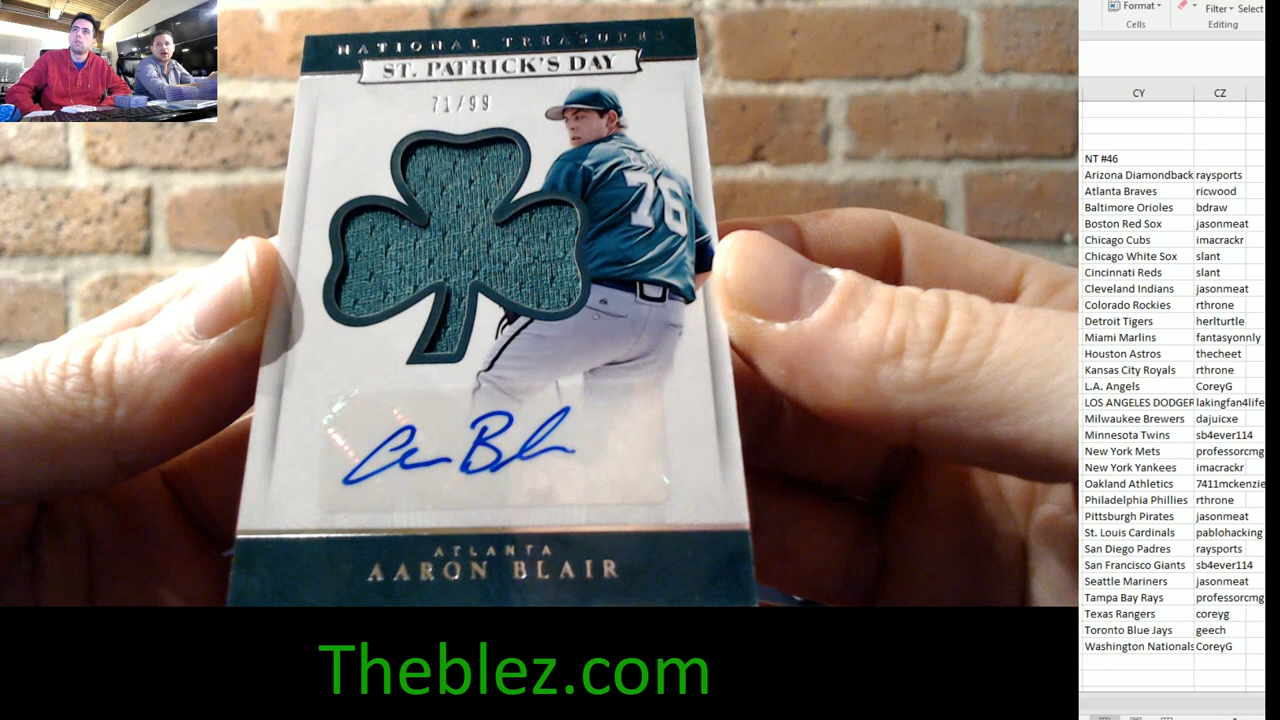 NATIONAL TREASURES
ST. PATRICK'S DAY
71/99
76
ATLANTA
AARON BLAIR
Theblez.com
Format
Filter
Select
Cells
Editing
CY CZ
NT #46
Arizona Diamondback raysports
Atlanta Braves ricwood
Baltimore Orioles bdraw
Boston Red Sox jasonmeat
Chicago Cubs imacrackr
Chicago White Sox slant
Cincinnati Reds slant
Cleveland Indians jasonmeat
Colorado Rockies rthrone
Detroit Tigers herlturtle
Miami Marlins fantasyonnly
Houston Astros thecheet
Kansas City Royals rthrone
L.A. Angels CoreyG
LOS ANGELES DODGER lakingfan4life
Milwaukee Brewers dajuicxe
Minnesota Twins sb4ever114
New York Mets professorcmg
New York Yankees imacrackr
Oakland Athletics 7411mckenzie
Philadelphia Phillies rthrone
Pittsburgh Pirates jasonmeat
St. Louis Cardinals pablohacking
San Diego Padres raysports
San Francisco Giants sb4ever114
Seattle Mariners jasonmeat
Tampa Bay Rays professorcmg
Texas Rangers coreyg
Toronto Blue Jays geech
Washington Nationals CoreyG